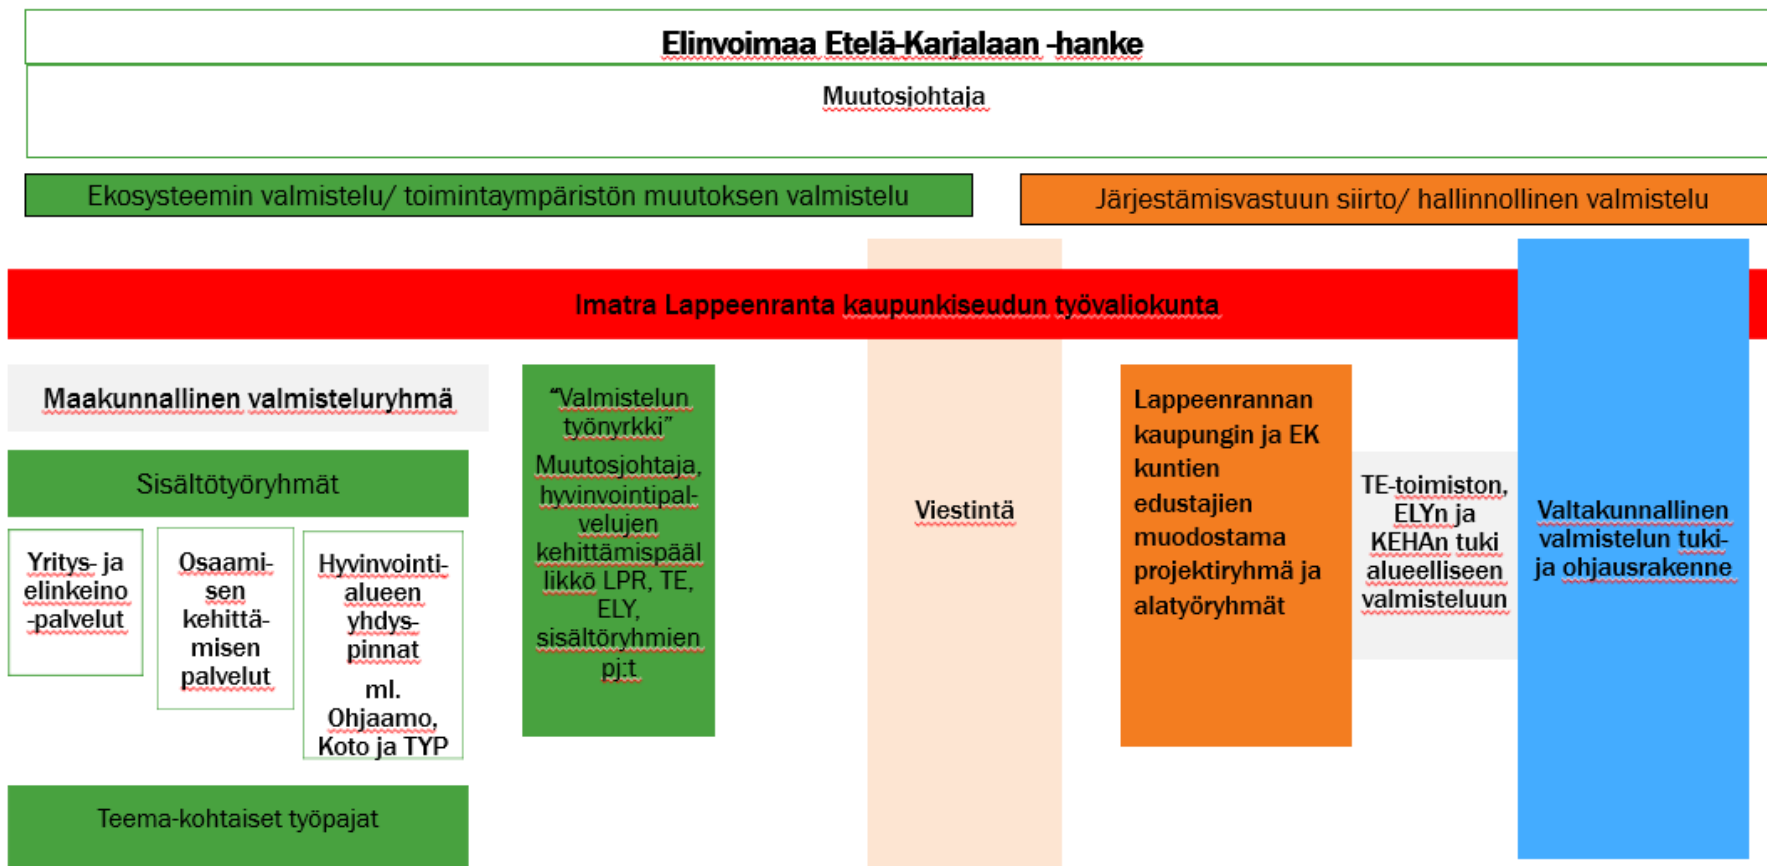 Elinvoimaa Etelä-Karjalaan -hanke
Muutosjohtaja
Ekosysteemin valmistelu/ toimintaympäristön muutoksen valmistelu
Järjestämisvastuun siirto/ hallinnollinen valmistelu
Imatra Lappeenranta kaupunkiseudun työvaliokunta
Maakunnallinen valmisteluryhmä
Sisältötyöryhmät
Yritys- ja
elinkeino
-palvelut
Osaami-
sen
kehittä-
misen
palvelut
Hyvinvointi-
alueen
yhdys-
pinnat
ml.
Ohjaamo,
Koto ja TYP
Teema-kohtaiset työpajat
“Valmistelun
työnyrkki”
Muutosjohtaja,
hyvinvointipal-
velujen
kehittämispääl
likkö LPR, TE,
ELY,
sisältöryhmien
pj:t
Viestintä
Lappeenrannan
kaupungin ja EK
kuntien
edustajien
muodostama
projektiryhmä ja
alatyöryhmät
TE-toimiston,
ELYn ja
KEHAn tuki
alueelliseen
valmisteluun
Valtakunnallinen
valmistelun tuki-
ja ohjausrakenne